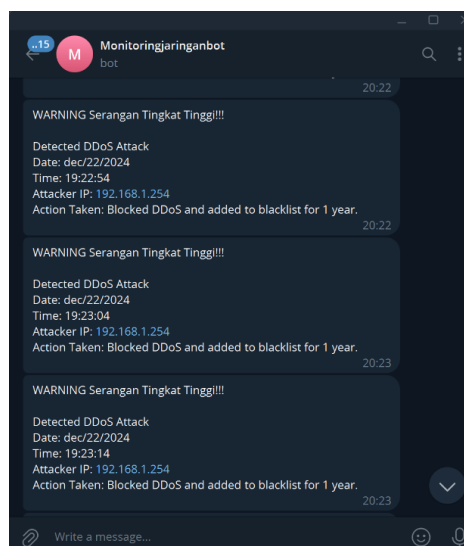 ..15
M
Monitoringjaringanbot
bot
20:22
WARNING Serangan Tingkat Tinggi!!!
Detected DDoS Attack
Date: dec/22/2024
Time: 19:22:54
Attacker IP: 192.168.1.254
Action Taken: Blocked DDoS and added to blacklist for 1 year.
20:22
WARNING Serangan Tingkat Tinggi!!!
Detected DDoS Attack
Date: dec/22/2024
Time: 19:23:04
Attacker IP: 192.168.1.254
Action Taken: Blocked DDoS and added to blacklist for 1 year.
20:23
WARNING Serangan Tingkat Tinggi!!!
Detected DDoS Attack
Date: dec/22/2024
Time: 19:23:14
Attacker IP: 192.168.1.254
Action Taken: Blocked DDoS and added to blacklist for 1 year.
20:23
Write a message...